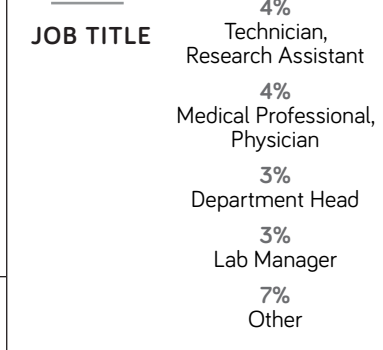 JOB TITLE
4%
Technician,
Research Assistant
4%
Medical Professional,
Physician
3%
Department Head
3%
Lab Manager
7%
Other